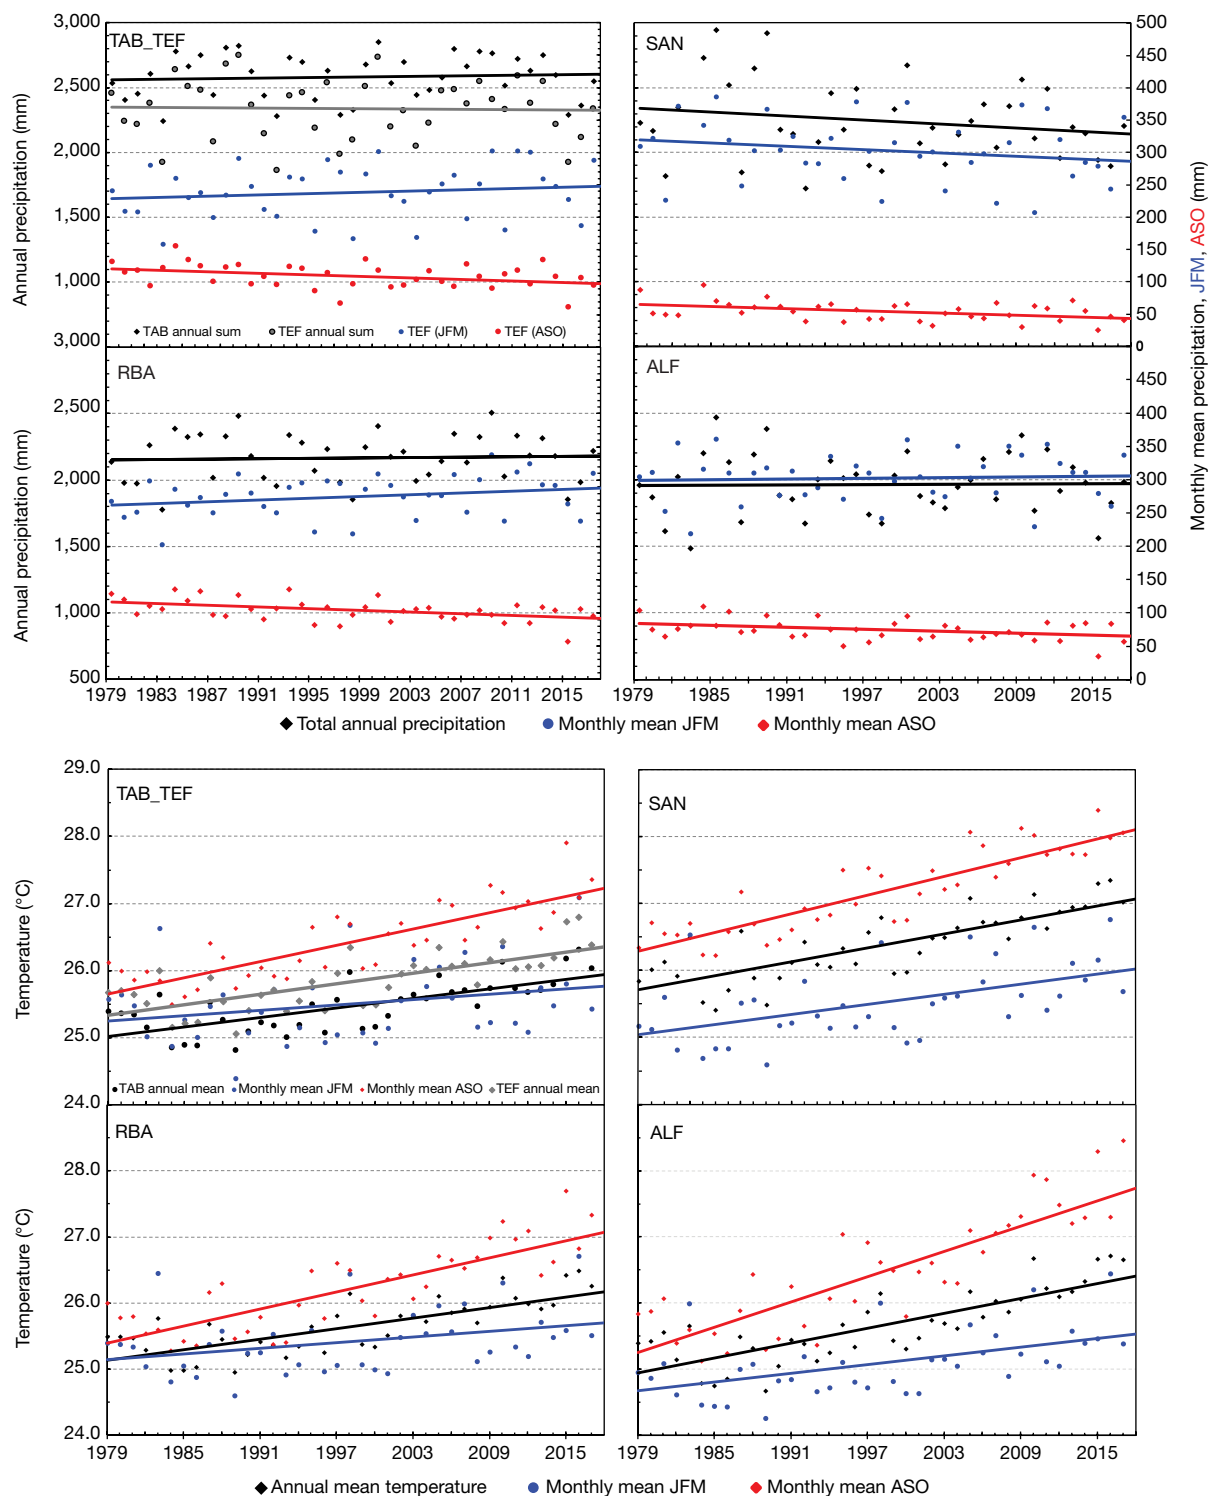 TAB_TEF
SAN
Annual precipitation (mm)
3,000
2,500
2,000
1,500
1,000
3,000
TAB annual sum
TEF annual sum
TEF (JFM)
TEF (ASO)
500
450
400
350
300
250
200
150
100
50
0
Monthly mean precipitation, JFM, ASO (mm)
RBA
ALF
Annual precipitation (mm)
2,500
2,000
1,500
1,000
500
450
400
350
300
250
200
150
100
50
0
1979 1983 1987 1991 1995 1999 2003 2007 2011 2015
1979 1985 1991 1997 2003 2009 2015
Total annual precipitation
Monthly mean JFM
Monthly mean ASO
TAB_TEF
SAN
Temperature (°C)
29.0
28.0
27.0
26.0
25.0
24.0
TAB annual mean
Monthly mean JFM
Monthly mean ASO
TEF annual mean
RBA
ALF
Temperature (°C)
28.0
27.0
26.0
25.0
24.0
1979 1985 1991 1997 2003 2009 2015
1979 1985 1991 1997 2003 2009 2015
Annual mean temperature
Monthly mean JFM
Monthly mean ASO